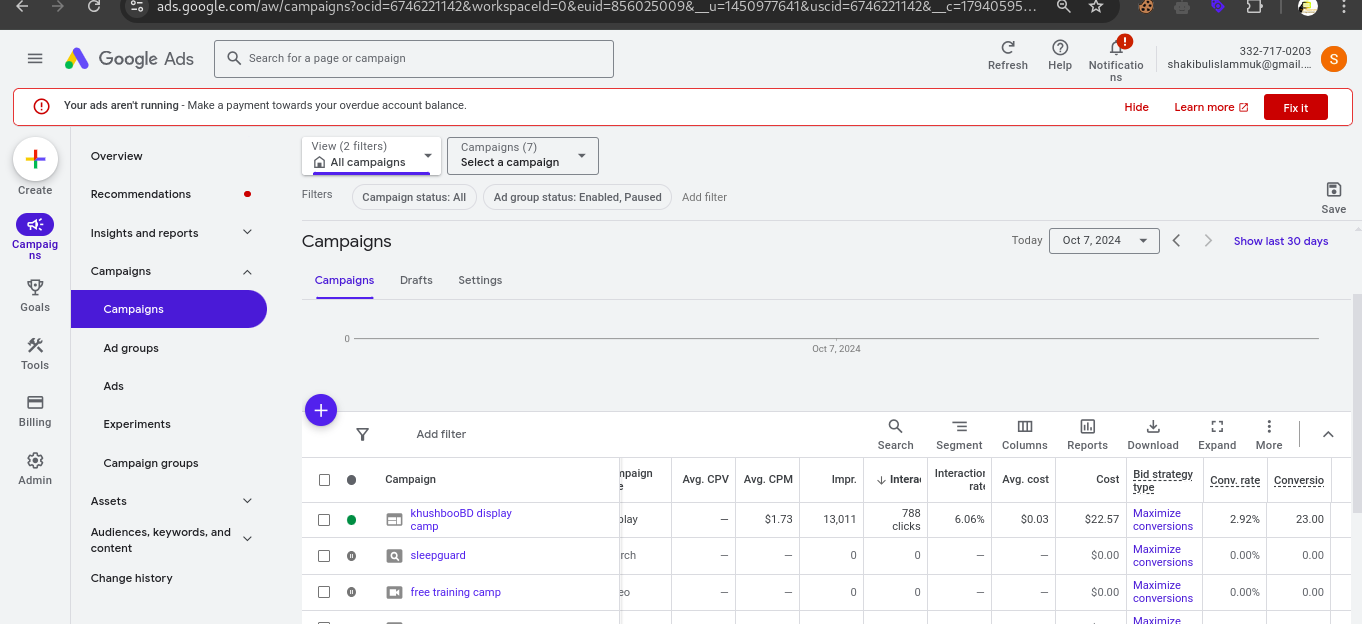 ads.google.com/aw/campaigns?ocid=6746221142&workspaceId=0&euid=856025009&__u=1450977641&uscid=6746221142&__c=17940595...
Google Ads
Search for a page or campaign
Refresh
Help
!
Notificatio
ns
332-717-0203
shakibulislammuk@gmail....
S
Your ads aren't running - Make a payment towards your overdue account balance.
Hide
Learn more
Fix it
Create
Campaig
ns
Goals
Tools
Billing
Admin
Overview
Recommendations
Insights and reports
Campaigns
Campaigns
Ad groups
Ads
Experiments
Campaign groups
Assets
Audiences, keywords, and
content
Change history
View (2 filters)
All campaigns
Campaigns (7)
Select a campaign
Filters
Campaign status: All
Ad group status: Enabled, Paused
Add filter
Save
Campaigns
Today
Oct 7, 2024
Show last 30 days
Campaigns
Drafts
Settings
0
Oct 7, 2024
Add filter
Search
Segment
Columns
Reports
Download
Expand
More
Campaign
mpaign
e
Avg. CPV
Avg. CPM
Impr.
Interac
Interaction
rate
Avg. cost
Cost
Bid strategy
type
Conv. rate
Conversio
khushbooBD display
camp
play
—
$1.73
13,011
788
clicks
6.06%
$0.03
$22.57
Maximize
conversions
2.92%
23.00
sleepguard
rch
—
—
0
0
—
—
$0.00
Maximize
conversions
0.00%
0.00
free training camp
eo
—
—
0
0
—
—
$0.00
Maximize
conversions
0.00%
0.00
Maximize